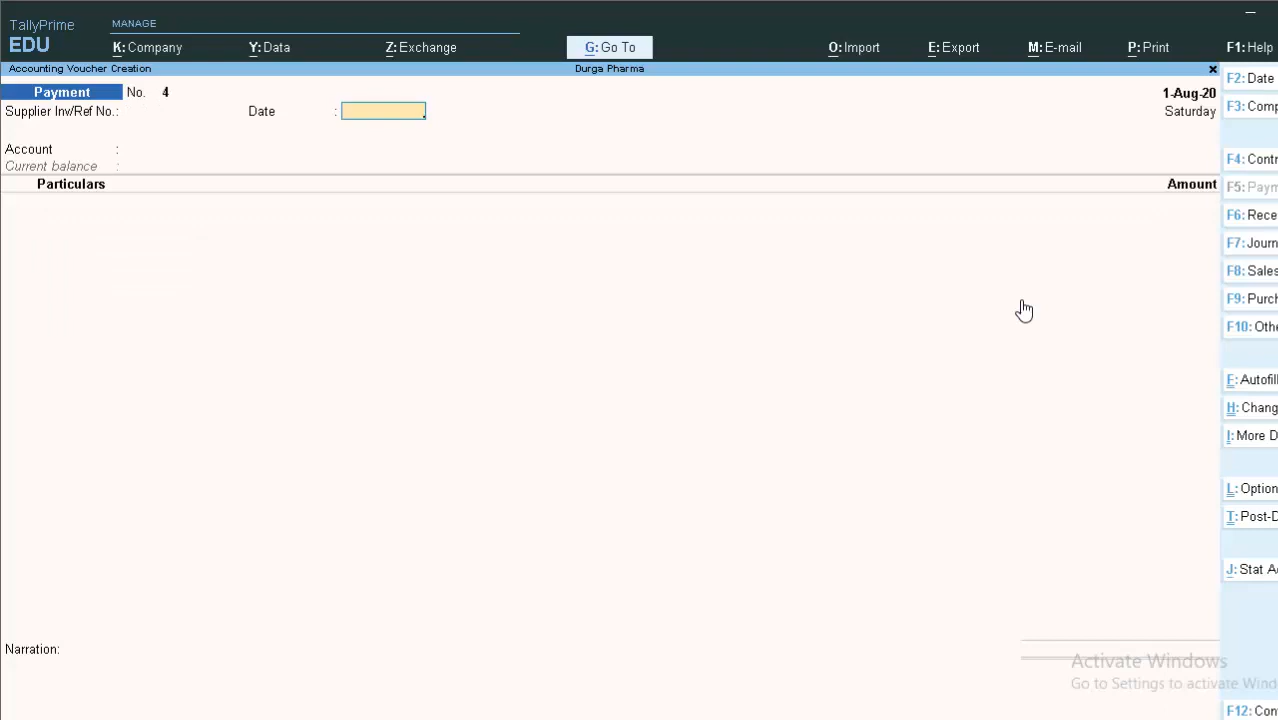 TallyPrime
EDU
MANAGE
K: Company Y: Data Z: Exchange G: Go To O: Import E: Export M: E-mail P: Print F1: Help
Accounting Voucher Creation Durga Pharma
Payment No. 4 1-Aug-20
Supplier Inv/Ref No.: Date : Saturday
Account :
Current balance :
Particulars Amount
Narration:
F2: Date
F3: Comp
F4: Contr
F5: Paym
F6: Rece
F7: Journ
F8: Sales
F9: Purch
F10: Othe
F: Autofill
H: Chang
I: More D
L: Option
T: Post-D
J: Stat A
F12: Con
Activate Windows
Go to Settings to activate Wind